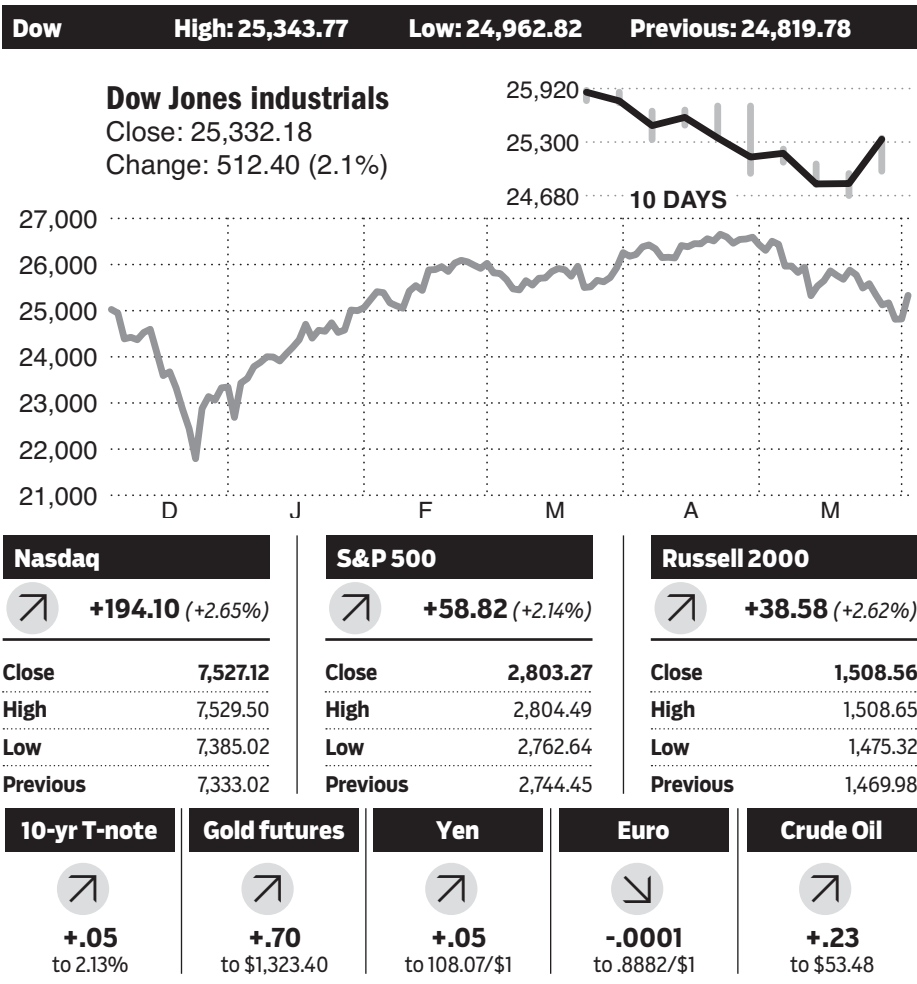 Dow High: 25,343.77 Low: 24,962.82 Previous: 24,819.78
Dow Jones industrials
Close: 25,332.18
Change: 512.40 (2.1%)
25,920
25,300
24,680
10 DAYS
27,000
26,000
25,000
24,000
23,000
22,000
21,000
D J F M A M
Nasdaq
+194.10 (+2.65%)
Close 7,527.12
High 7,529.50
Low 7,385.02
Previous 7,333.02
S&P 500
+58.82 (+2.14%)
Close 2,803.27
High 2,804.49
Low 2,762.64
Previous 2,744.45
Russell 2000
+38.58 (+2.62%)
Close 1,508.56
High 1,508.65
Low 1,475.32
Previous 1,469.98
10-yr T-note
+.05
to 2.13%
Gold futures
+.70
to $1,323.40
Yen
+.05
to 108.07/$1
Euro
-.0001
to .8882/$1
Crude Oil
+.23
to $53.48